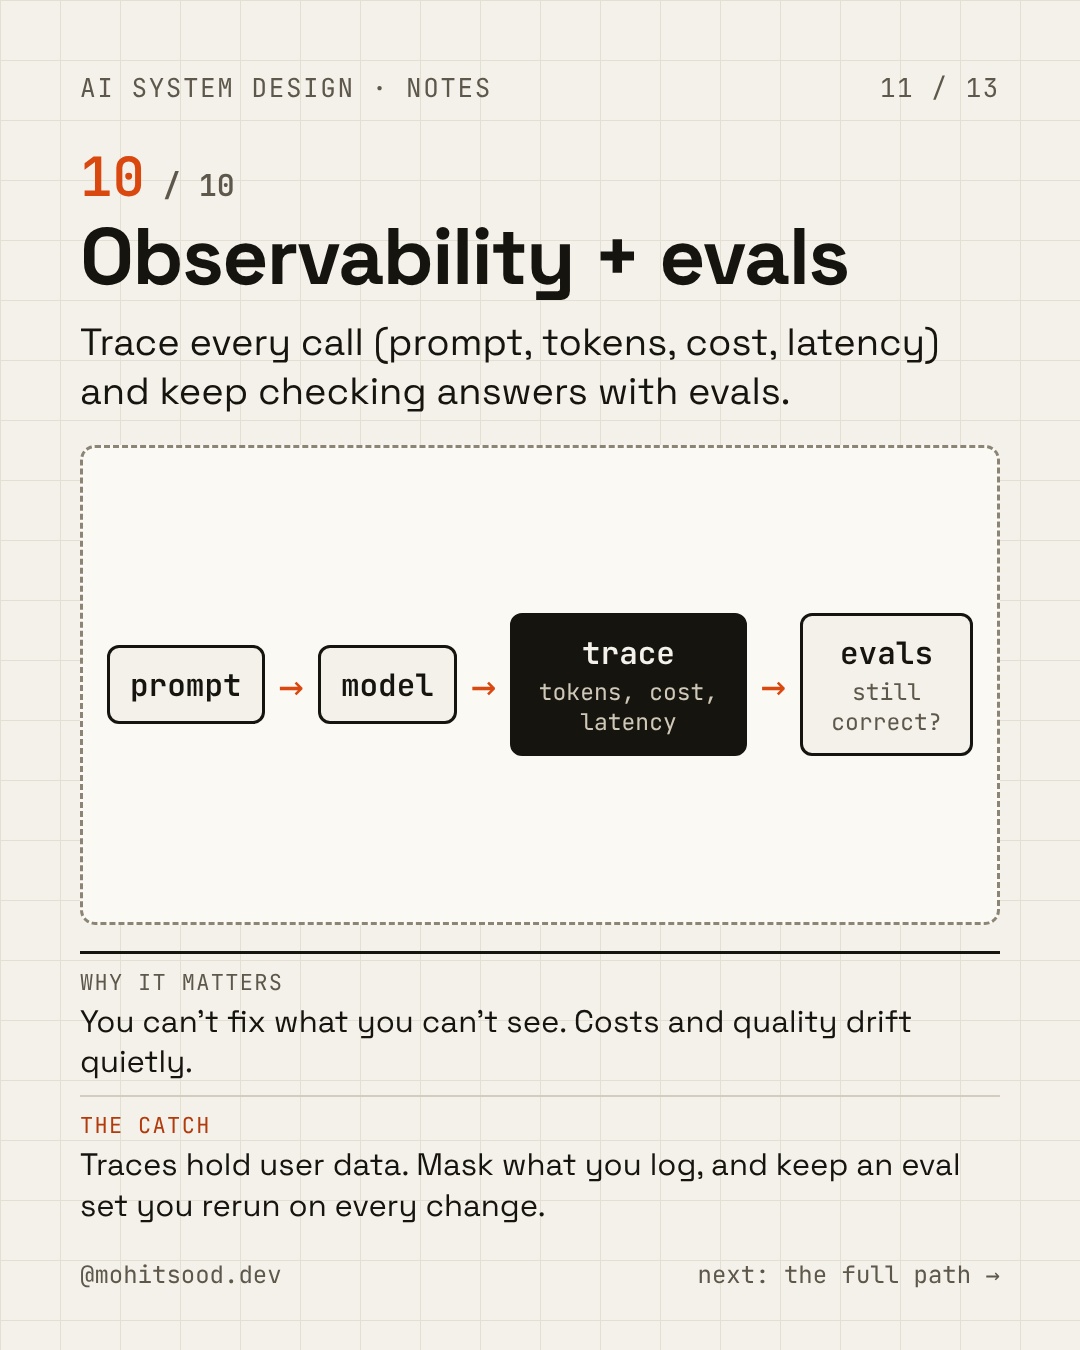 AI SYSTEM DESIGN · NOTES
11 / 13
10 / 10
Observability + evals
Trace every call (prompt, tokens, cost, latency)
and keep checking answers with evals.
prompt → model → trace → evals
tokens, cost,
latency
still
correct?
WHY IT MATTERS
You can’t fix what you can’t see. Costs and quality drift
quietly.
THE CATCH
Traces hold user data. Mask what you log, and keep an eval
set you rerun on every change.
@mohitsood.dev
next: the full path →